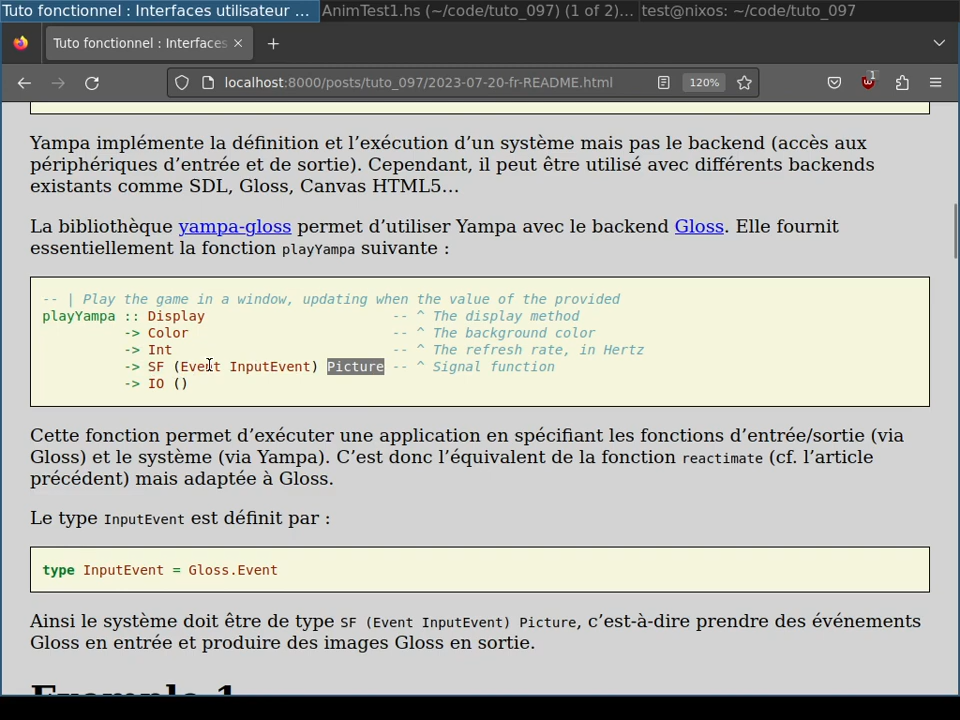 Tuto fonctionnel : Interfaces utilisateur ... AnimTest1.hs (~/code/tuto_097) (1 of 2)... test@nixos: ~/code/tuto_097
Tuto fonctionnel : Interfaces
localhost:8000/posts/tuto_097/2023-07-20-fr-README.html 120% 1
Yampa implémente la définition et l’exécution d’un système mais pas le backend (accès aux
périphériques d’entrée et de sortie). Cependant, il peut être utilisé avec différents backends
existants comme SDL, Gloss, Canvas HTML5…
La bibliothèque yampa-gloss permet d’utiliser Yampa avec le backend Gloss. Elle fournit
essentiellement la fonction playYampa suivante :
-- | Play the game in a window, updating when the value of the provided
playYampa :: Display -- ^ The display method
-> Color -- ^ The background color
-> Int -- ^ The refresh rate, in Hertz
-> SF (Event InputEvent) Picture -- ^ Signal function
-> IO ()
Cette fonction permet d’exécuter une application en spécifiant les fonctions d’entrée/sortie (via
Gloss) et le système (via Yampa). C’est donc l’équivalent de la fonction reactimate (cf. l’article
précédent) mais adaptée à Gloss.
Le type InputEvent est définit par :
type InputEvent = Gloss.Event
Ainsi le système doit être de type SF (Event InputEvent) Picture, c’est-à-dire prendre des événements
Gloss en entrée et produire des images Gloss en sortie.
Exemple 1